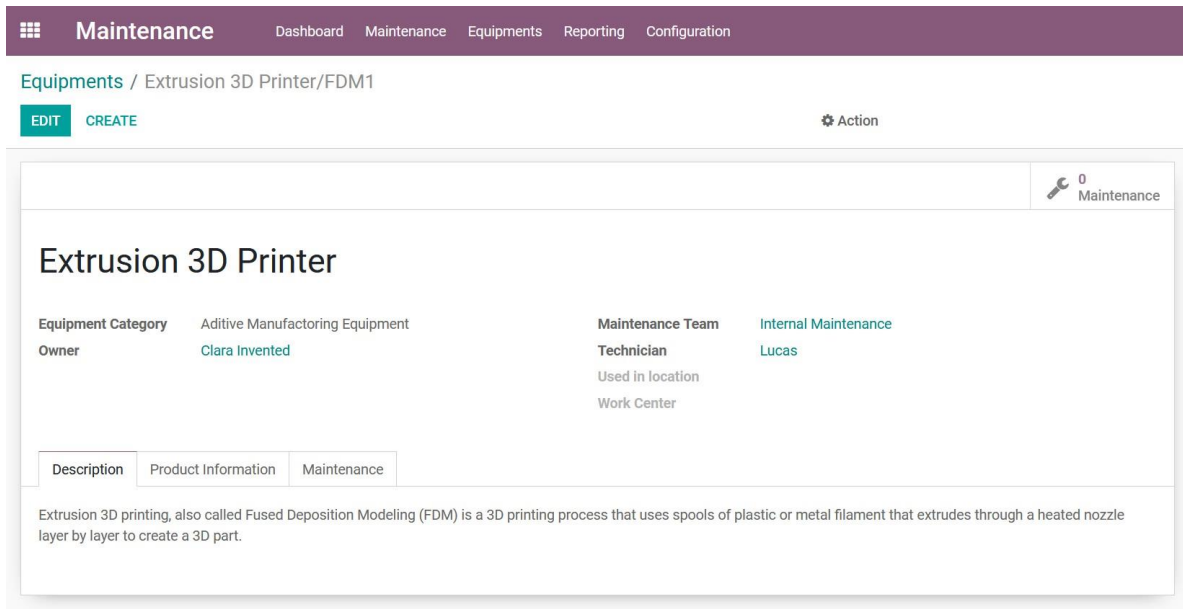 Maintenance Dashboard Maintenance Equipments Reporting Configuration
Equipments / Extrusion 3D Printer/FDM1
EDIT CREATE Action
0
Maintenance
Extrusion 3D Printer
Equipment Category Aditive Manufactoring Equipment Maintenance Team Internal Maintenance
Owner Clara Invented Technician Lucas
Used in location
Work Center
Description Product Information Maintenance
Extrusion 3D printing, also called Fused Deposition Modeling (FDM) is a 3D printing process that uses spools of plastic or metal filament that extrudes through a heated nozzle
layer by layer to create a 3D part.